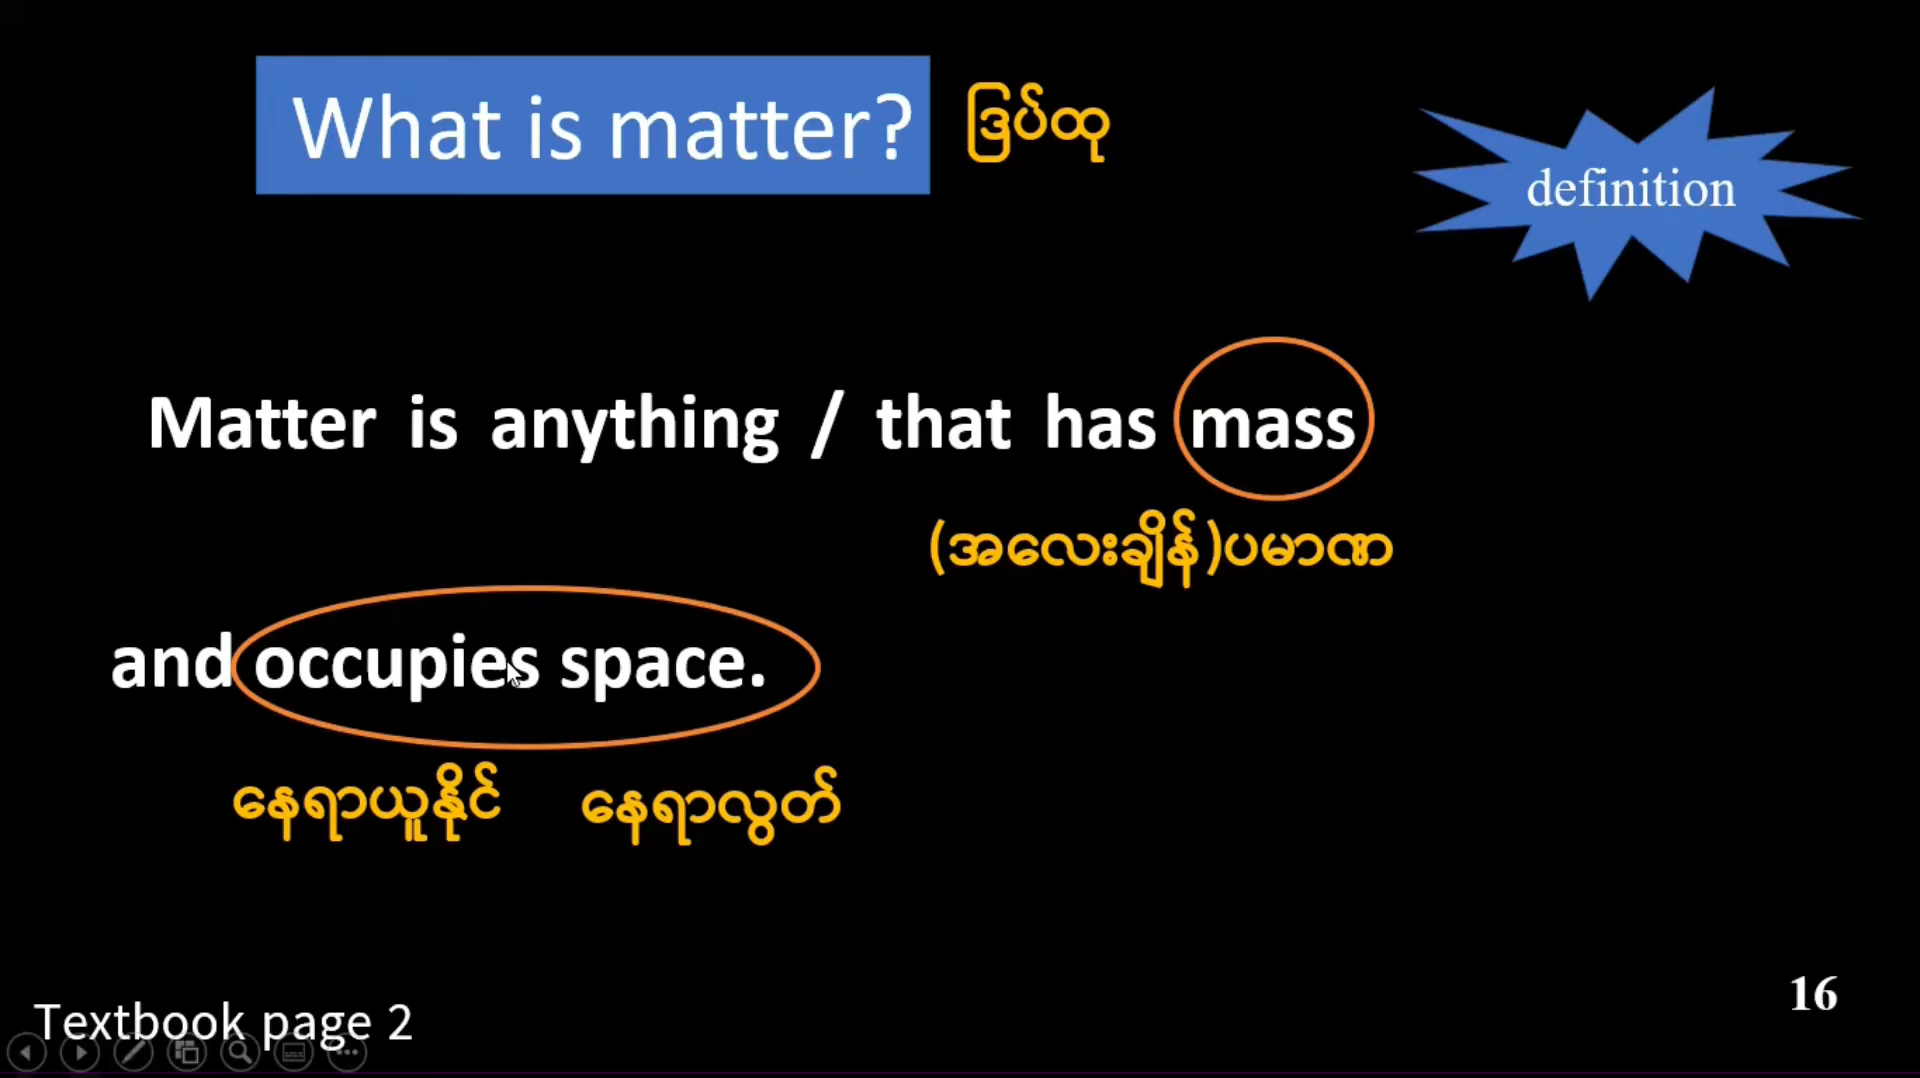 What is matter? ဒြပ်ထု
definition
Matter is anything / that has mass
(အလေးချိန်)ပမာဏ
and occupies space.
နေရာယူနိုင် နေရာလွတ်
16
Textbook page 2